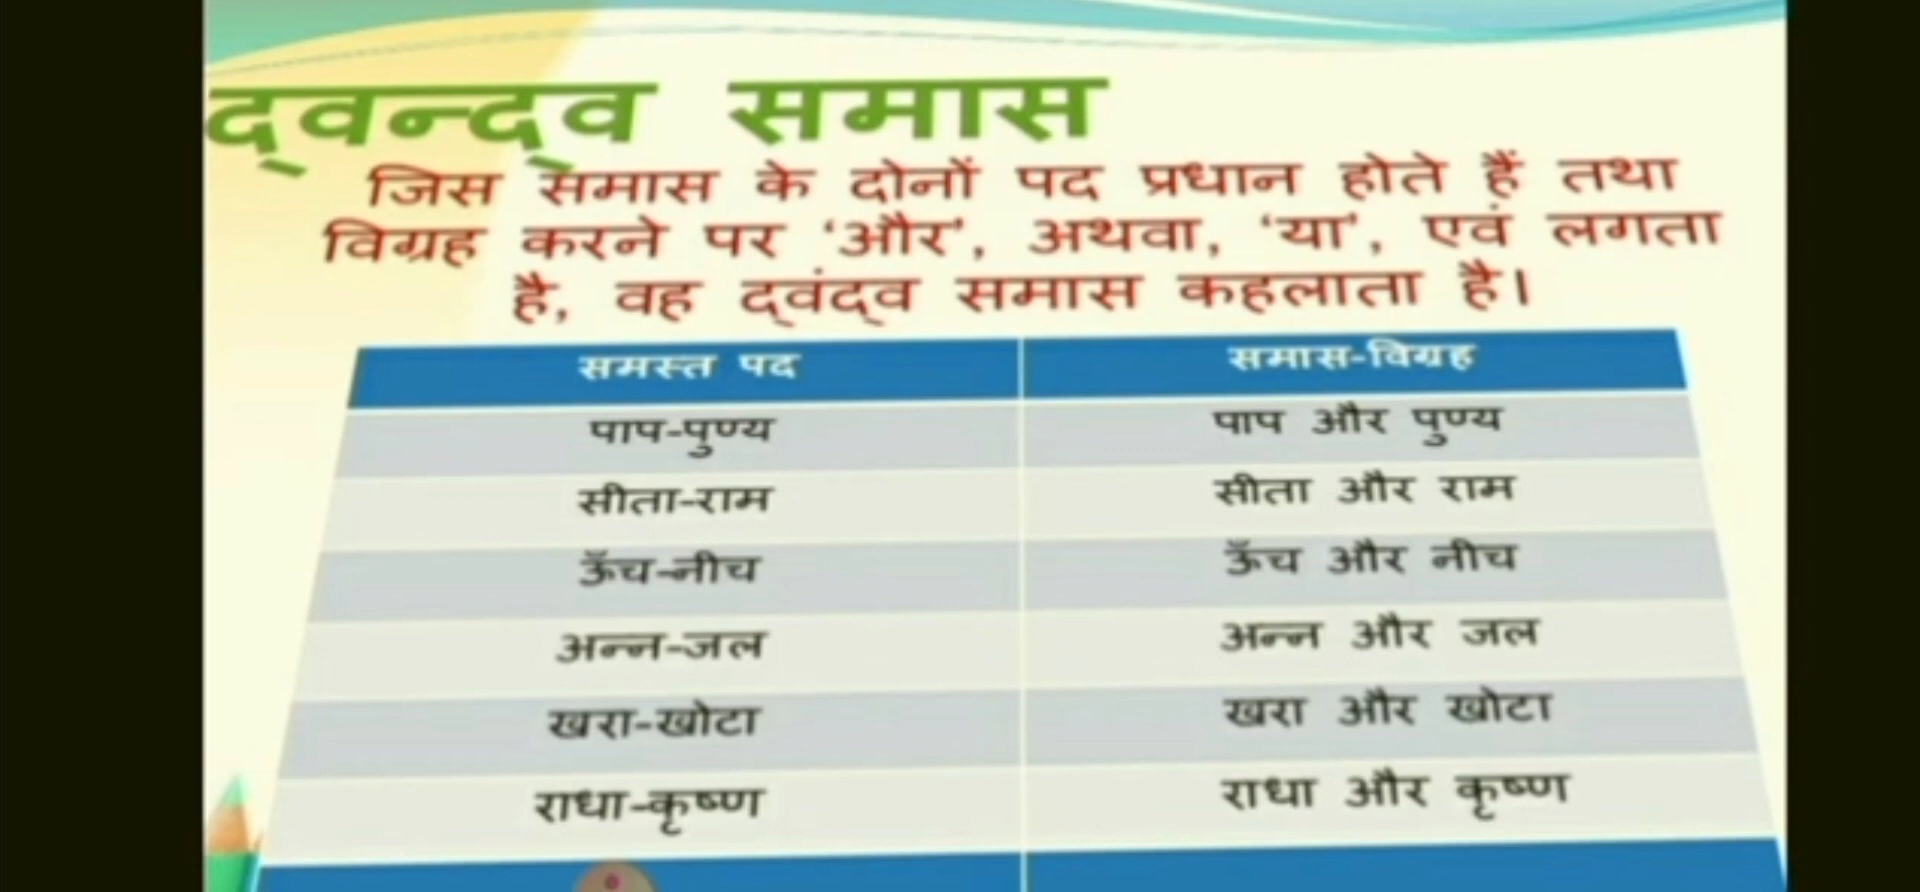 द्वन्द्व समास
जिस समास के दोनों पद प्रधान होते हैं तथा
विग्रह करने पर ‘और’, अथवा, ‘या’, एवं लगता
है, वह द्वंद्व समास कहलाता है।
समस्त पद समास-विग्रह
पाप-पुण्य पाप और पुण्य
सीता-राम सीता और राम
ऊँच-नीच ऊँच और नीच
अन्न-जल अन्न और जल
खरा-खोटा खरा और खोटा
राधा-कृष्ण राधा और कृष्ण